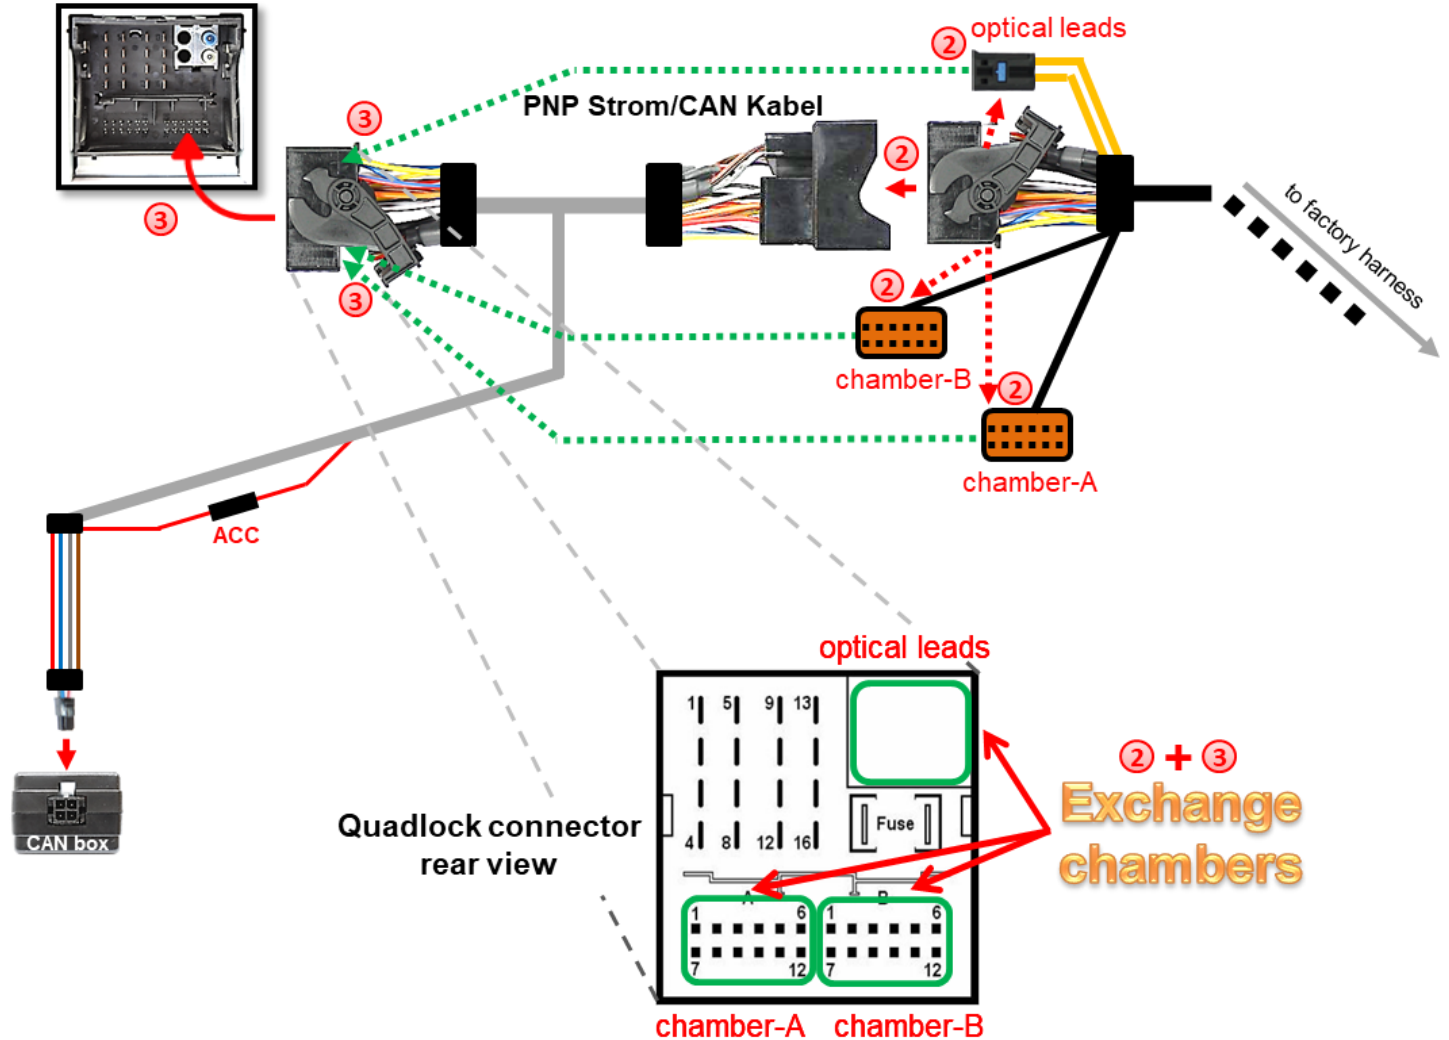 2 optical leads
PNP Strom/CAN Kabel
3
2
3
to factory harness
2
3
chamber-B
2
chamber-A
ACC
CAN box
optical leads
1 5 9 13
4 8 12 16
Fuse
Quadlock connector
rear view
2 + 3
Exchange
chambers
A B
1 6 1 6
7 12 7 12
chamber-A chamber-B